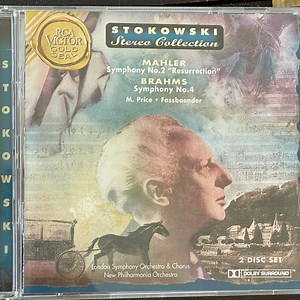 STOKOWSKI
Stereo Collection
RCA
VICTOR
GOLD
SEAL
MAHLER
Symphony No.2 "Resurrection"
BRAHMS
Symphony No.4
M. Price • Fassbaender
STOKOWSKI
2 DISC SET
London Symphony Orchestra & Chorus
New Philharmonia Orchestra
DOLBY SURROUND